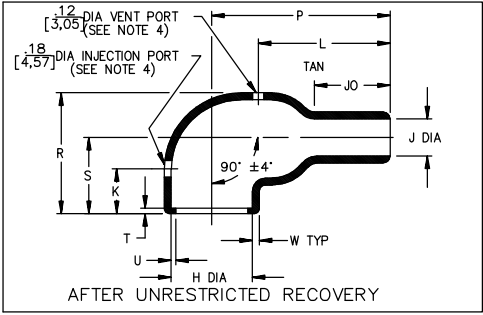 .12
[3,05] DIA VENT PORT
(SEE NOTE 4)
.18
[4,57] DIA INJECTION PORT
(SEE NOTE 4)
P
L
TAN
JO
J DIA
R
S
K
90° ±4°
T
W TYP
U
H DIA
AFTER UNRESTRICTED RECOVERY